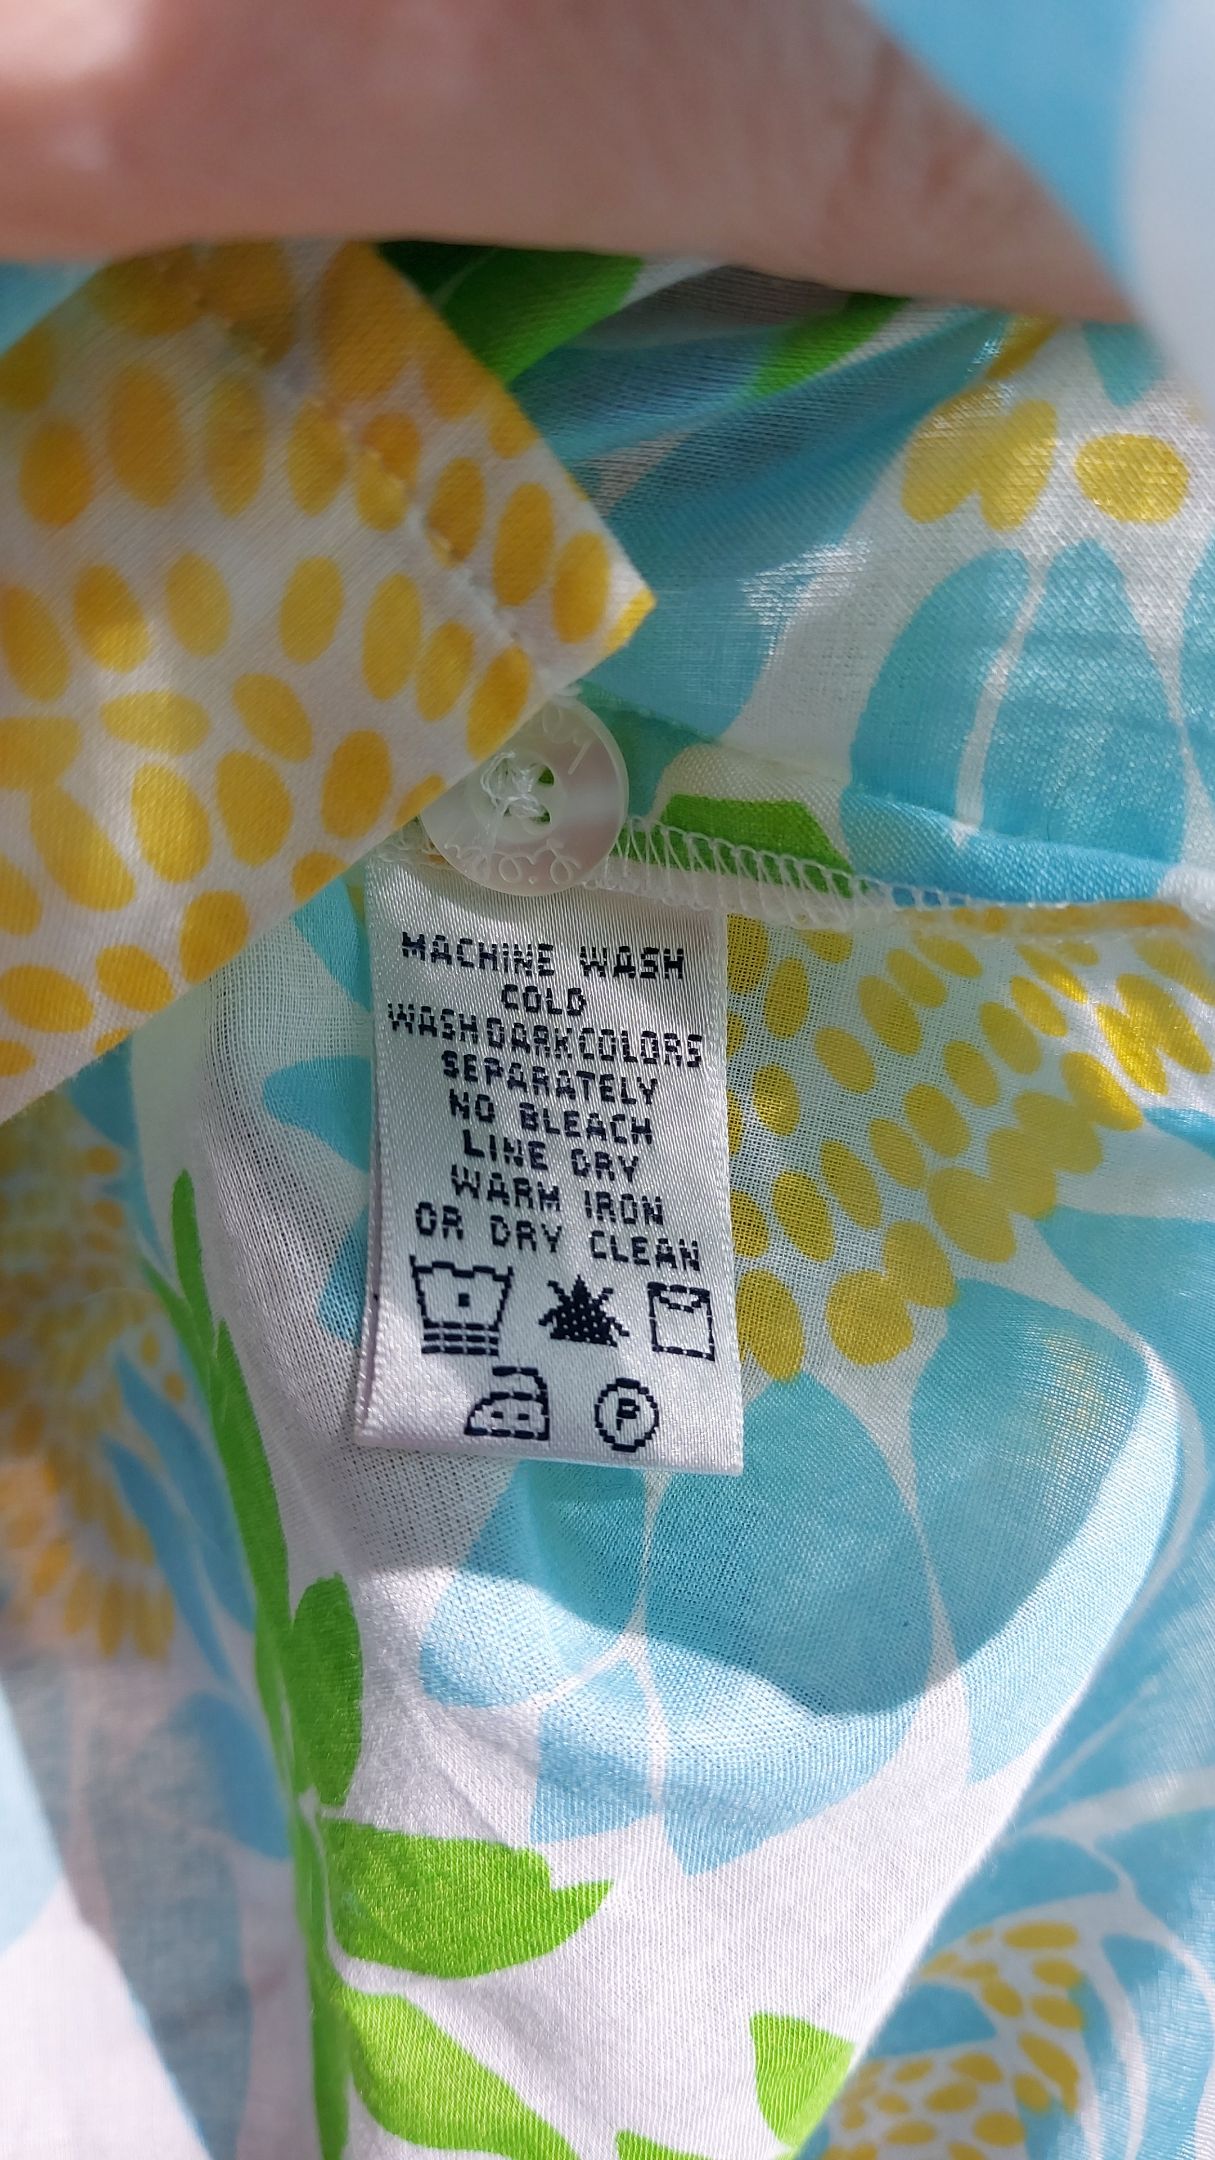 MACHINE WASH
COLD
WASH DARK COLORS
SEPARATELY
NO BLEACH
LINE DRY
WARM IRON
OR DRY CLEAN
P